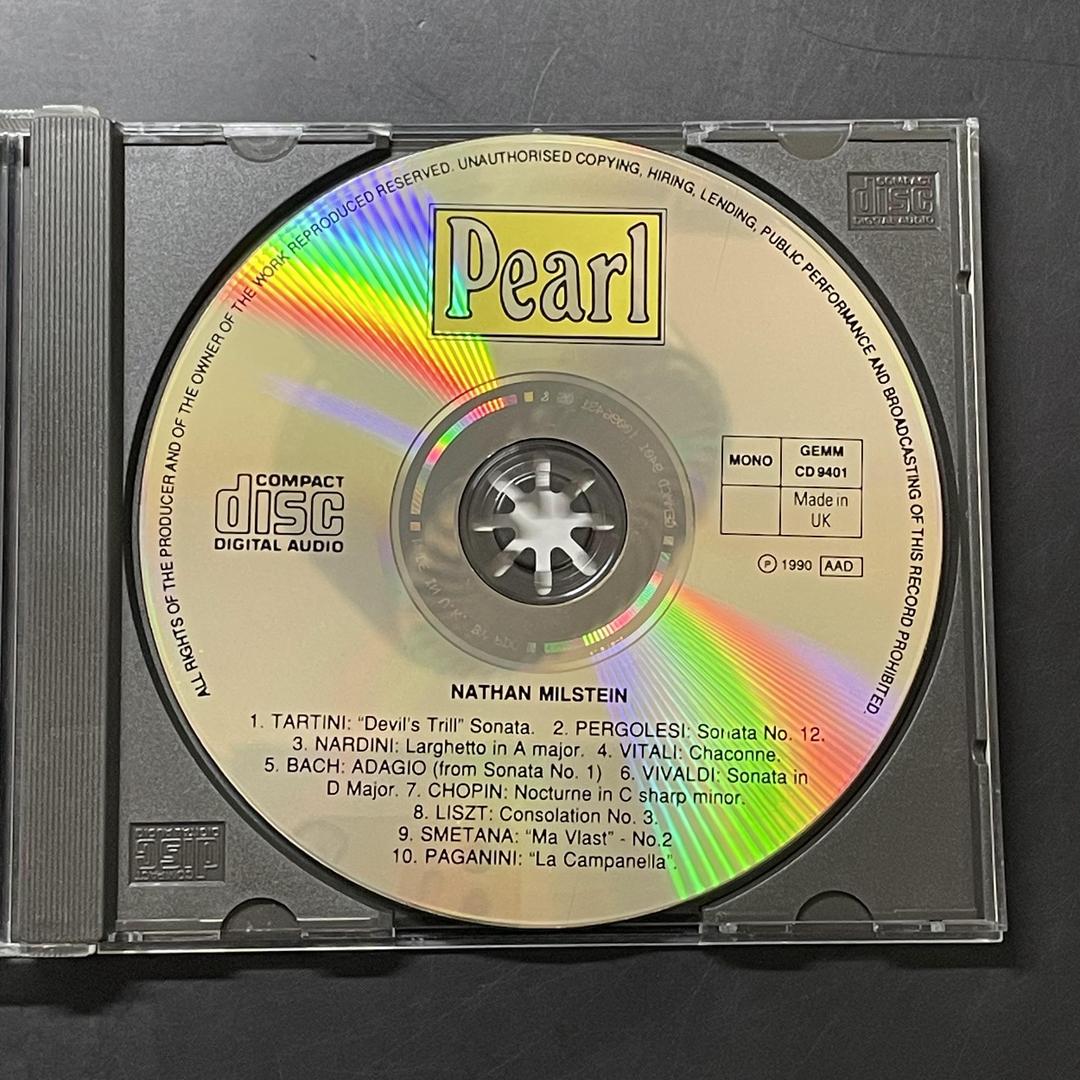 ALL RIGHTS OF THE PRODUCER AND OF THE OWNER OF THE WORK REPRODUCED RESERVED. UNAUTHORISED COPYING, HIRING, LENDING, PUBLIC PERFORMANCE AND BROADCASTING OF THIS RECORD PROHIBITED.
Pearl
COMPACT
disc
DIGITAL AUDIO
COMPACT
disc
DIGITAL AUDIO
MONO
GEMM
CD 9401
Made in
UK
℗ 1990 AAD
NATHAN MILSTEIN
1. TARTINI: “Devil's Trill” Sonata. 2. PERGOLESI: Sonata No. 12.
3. NARDINI: Larghetto in A major. 4. VITALI: Chaconne.
5. BACH: ADAGIO (from Sonata No. 1) 6. VIVALDI: Sonata in
D Major. 7. CHOPIN: Nocturne in C sharp minor.
8. LISZT: Consolation No. 3.
9. SMETANA: “Ma Vlast” - No.2
10. PAGANINI: “La Campanella”.
COMPACT
disc
DIGITAL AUDIO